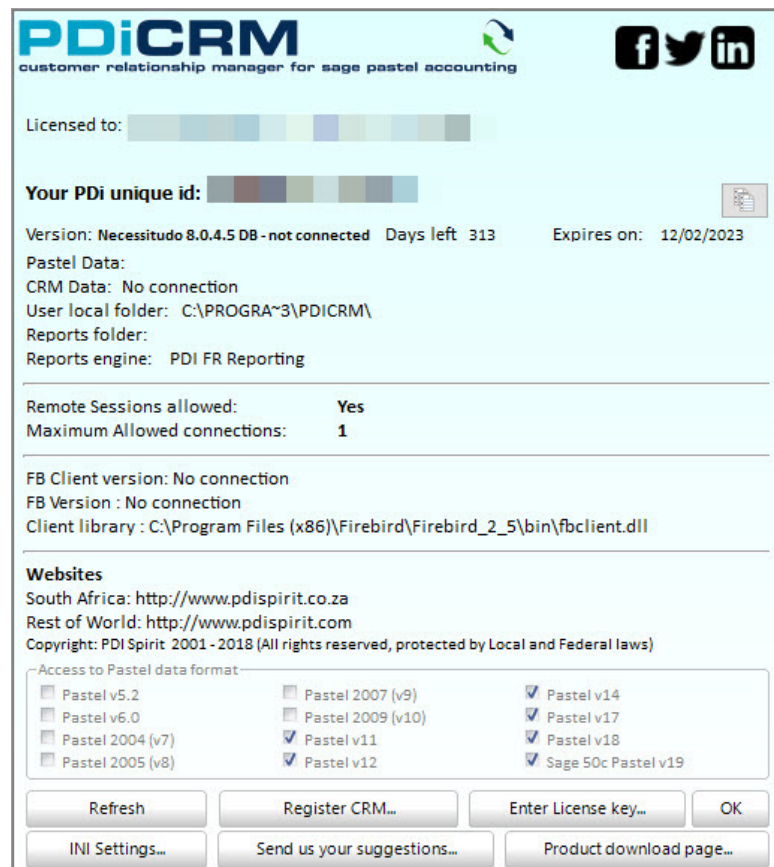 PDiCRM
customer relationship manager for sage pastel accounting
Licensed to:
Your PDi unique id:
Version: Necessitudo 8.0.4.5 DB - not connected Days left 313 Expires on: 12/02/2023
Pastel Data:
CRM Data: No connection
User local folder: C:\PROGRA~3\PDICRM\
Reports folder:
Reports engine: PDI FR Reporting
Remote Sessions allowed: Yes
Maximum Allowed connections: 1
FB Client version: No connection
FB Version : No connection
Client library : C:\Program Files (x86)\Firebird\Firebird_2_5\bin\fbclient.dll
Websites
South Africa: http://www.pdispirit.co.za
Rest of World: http://www.pdispirit.com
Copyright: PDI Spirit 2001 - 2018 (All rights reserved, protected by Local and Federal laws)
Access to Pastel data format
Pastel v5.2 Pastel 2007 (v9) Pastel v14
Pastel v6.0 Pastel 2009 (v10) Pastel v17
Pastel 2004 (v7) Pastel v11 Pastel v18
Pastel 2005 (v8) Pastel v12 Sage 50c Pastel v19
Refresh Register CRM... Enter License key... OK
INI Settings... Send us your suggestions... Product download page...